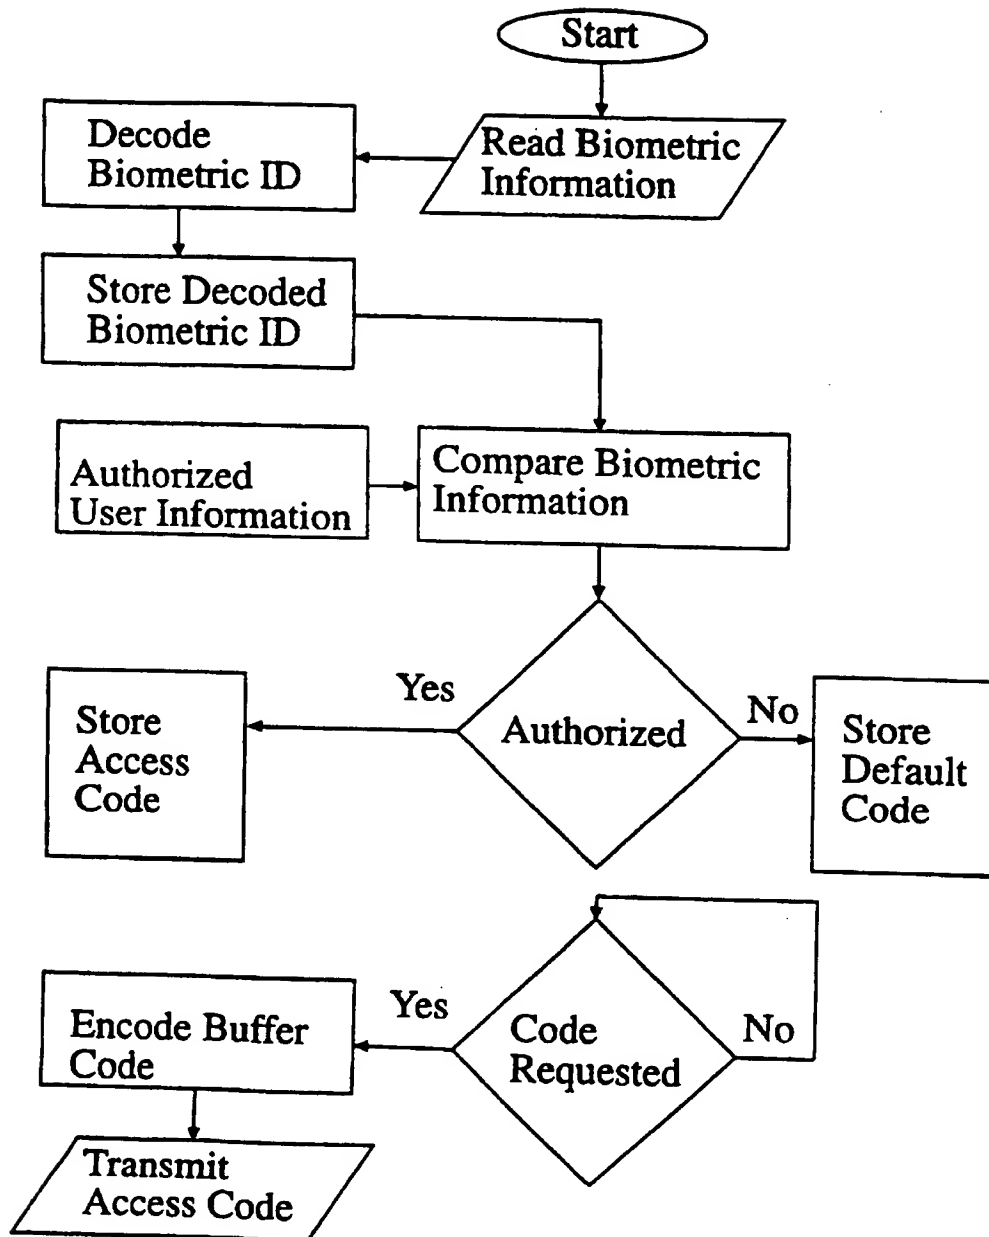 Start
Read Biometric
Information
Decode
Biometric ID
Store Decoded
Biometric ID
Authorized
User Information
Compare Biometric
Information
Authorized
Yes
No
Store
Access
Code
Store
Default
Code
Code
Requested
Yes
No
Encode Buffer
Code
Transmit
Access Code